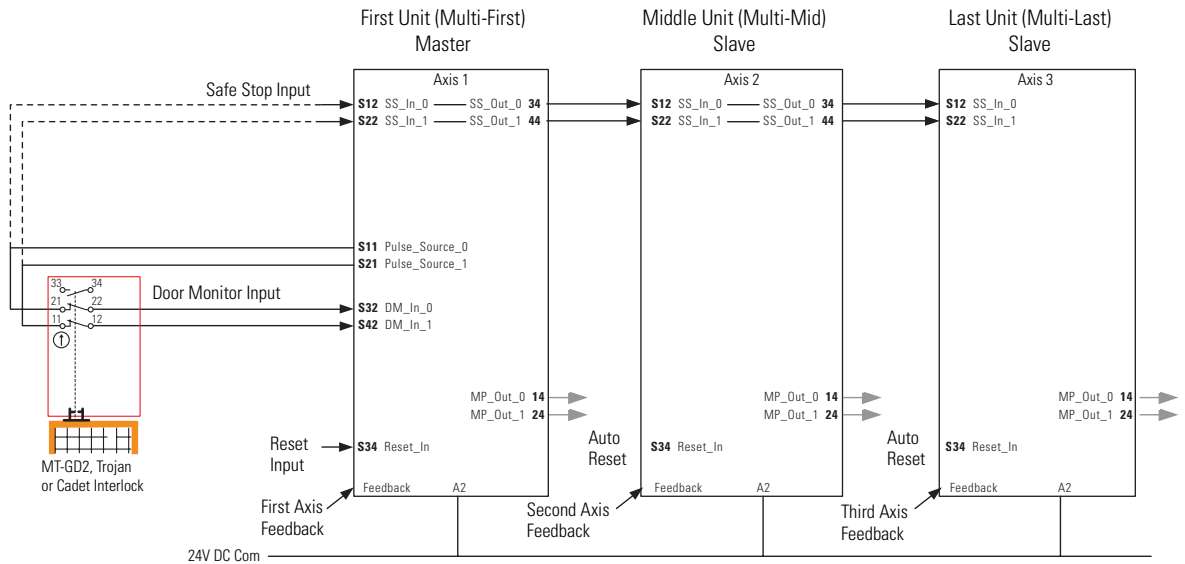 First Unit (Multi-First)
Master
Middle Unit (Multi-Mid)
Slave
Last Unit (Multi-Last)
Slave
Axis 1
Axis 2
Axis 3
Safe Stop Input
S12 SS_In_0 SS_Out_0 34
S22 SS_In_1 SS_Out_1 44
S12 SS_In_0 SS_Out_0 34
S22 SS_In_1 SS_Out_1 44
S12 SS_In_0
S22 SS_In_1
S11 Pulse_Source_0
S21 Pulse_Source_1
33 34
21 22
11 12
Door Monitor Input
S32 DM_In_0
S42 DM_In_1
MP_Out_0 14
MP_Out_1 24
MP_Out_0 14
MP_Out_1 24
MP_Out_0 14
MP_Out_1 24
MT-GD2, Trojan
or Cadet Interlock
Reset
Input
S34 Reset_In
Auto
Reset
S34 Reset_In
Auto
Reset
S34 Reset_In
Feedback A2
Feedback A2
Feedback A2
First Axis
Feedback
Second Axis
Feedback
Third Axis
Feedback
24V DC Com